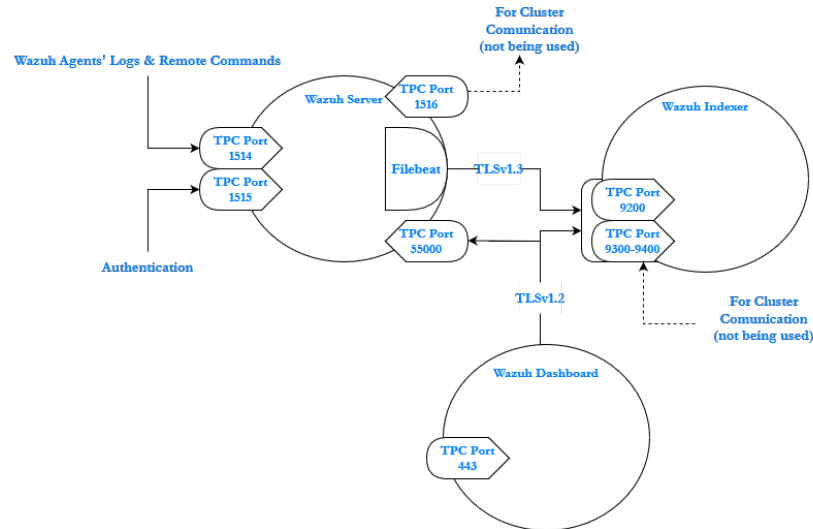 For Cluster
Comunication
(not being used)
Wazuh Agents' Logs & Remote Commands
Wazuh Server
TPC Port
1516
Wazuh Indexer
TPC Port
1514
Filebeat
TLSv1.3
TPC Port
1515
TPC Port
9200
TPC Port
55000
TPC Port
9300-9400
Authentication
TLSv1.2
For Cluster
Comunication
(not being used)
Wazuh Dashboard
TPC Port
443